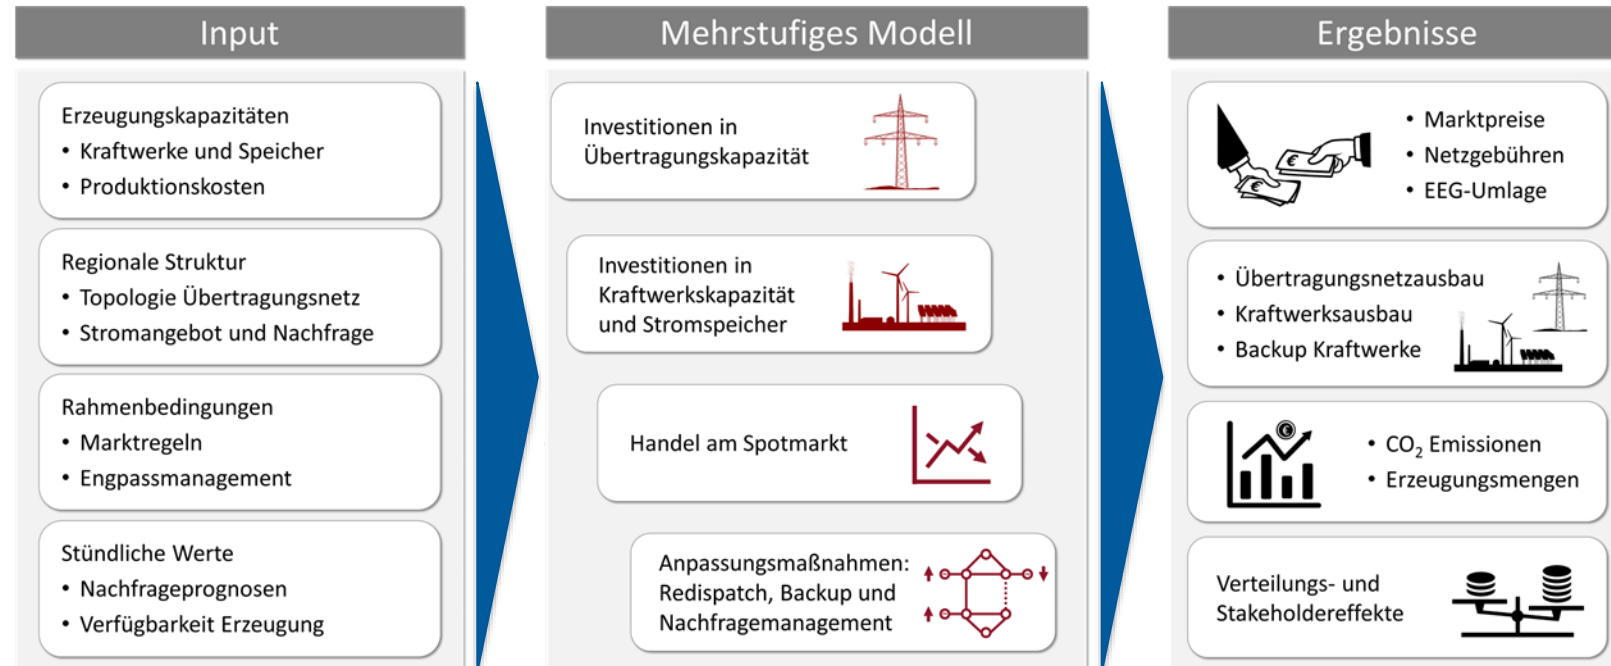 Input
Erzeugungskapazitäten
• Kraftwerke und Speicher
• Produktionskosten
Regionale Struktur
• Topologie Übertragungsnetz
• Stromangebot und Nachfrage
Rahmenbedingungen
• Marktregeln
• Engpassmanagement
Stündliche Werte
• Nachfrageprognosen
• Verfügbarkeit Erzeugung
Mehrstufiges Modell
Investitionen in
Übertragungskapazität
Investitionen in
Kraftwerkskapazität
und Stromspeicher
Handel am Spotmarkt
Anpassungsmaßnahmen:
Redispatch, Backup und
Nachfragemanagement
Ergebnisse
€
€
• Marktpreise
• Netzgebühren
• EEG-Umlage
• Übertragungsnetzausbau
• Kraftwerksausbau
• Backup Kraftwerke
€
• CO₂ Emissionen
• Erzeugungsmengen
Verteilungs- und
Stakeholdereffekte